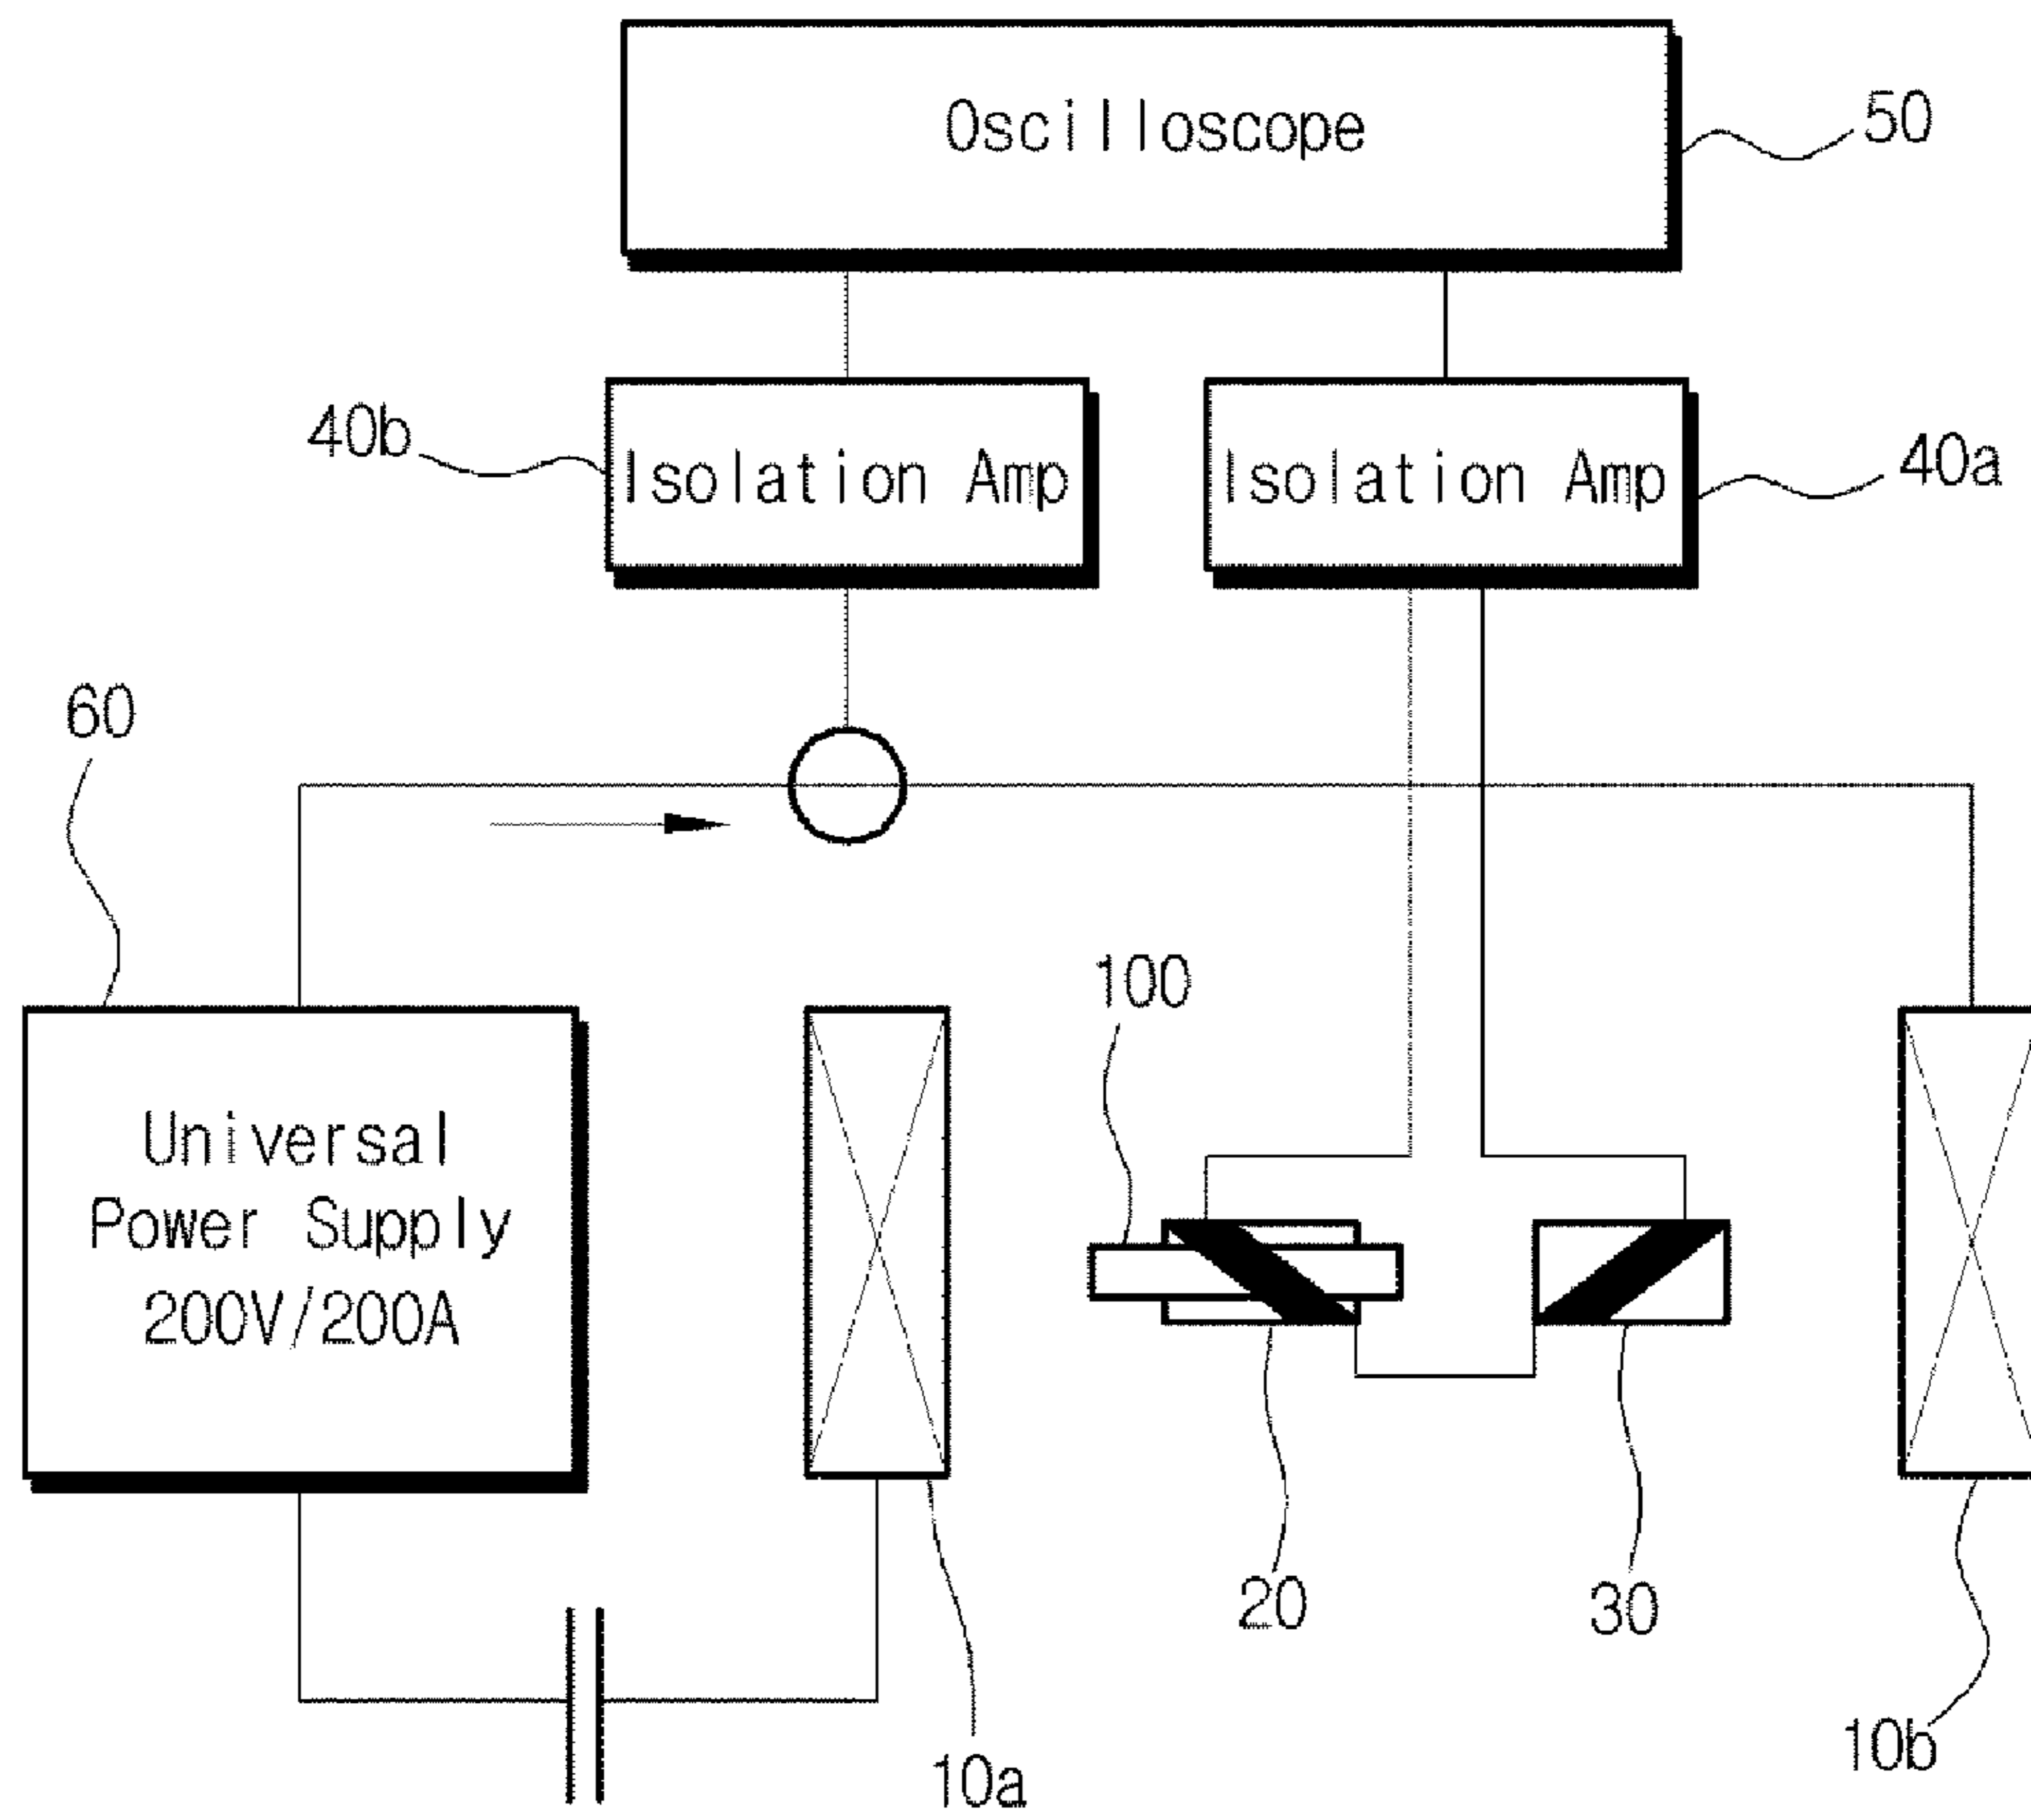 Oscilloscope
50
40b
Isolation Amp
Isolation Amp
40a
60
100
Universal
Power Supply
200V/200A
20
30
10a
10b